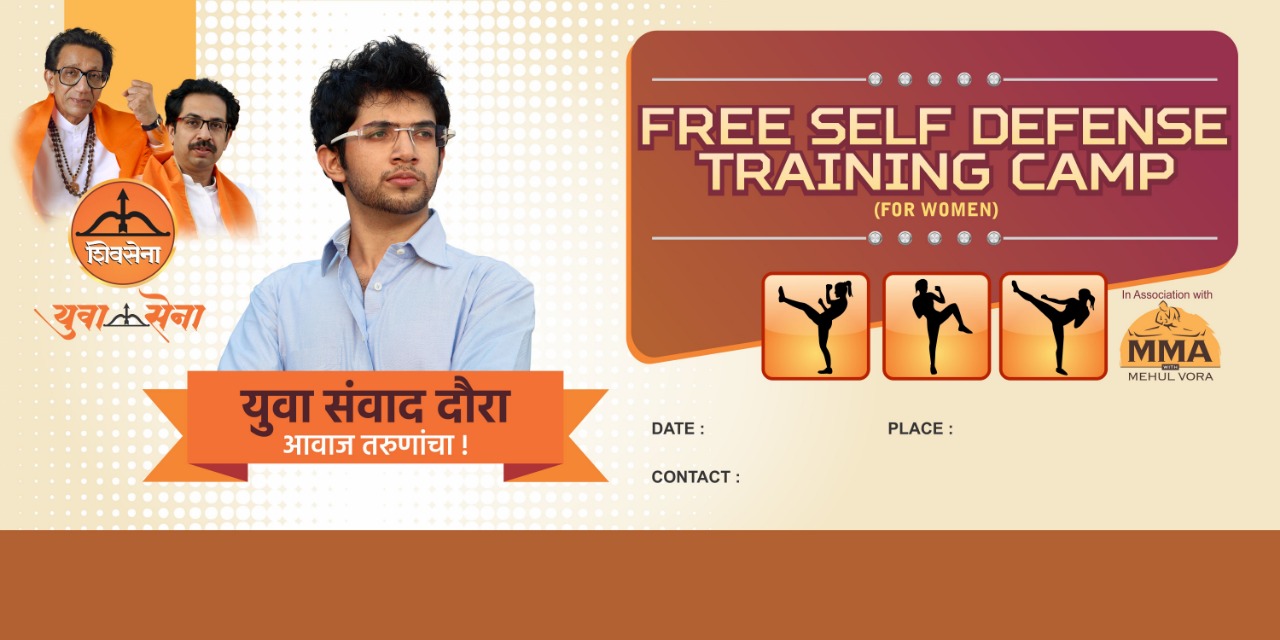 शिवसेना
युवा सेना
युवा संवाद दौरा
आवाज तरुणांचा !
FREE SELF DEFENSE
TRAINING CAMP
(FOR WOMEN)
In Association with
MMA
WITH
MEHUL VORA
DATE :
PLACE :
CONTACT :